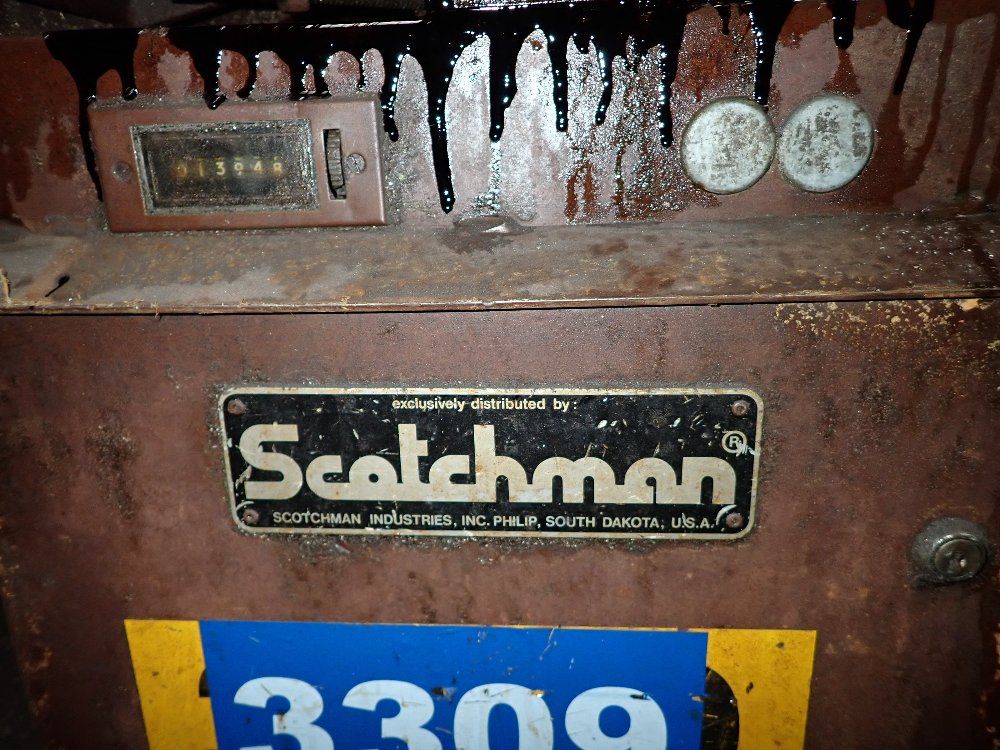 013948
exclusively distributed by:
Scotchman®
SCOTCHMAN INDUSTRIES, INC. PHILIP, SOUTH DAKOTA, U.S.A.
3309